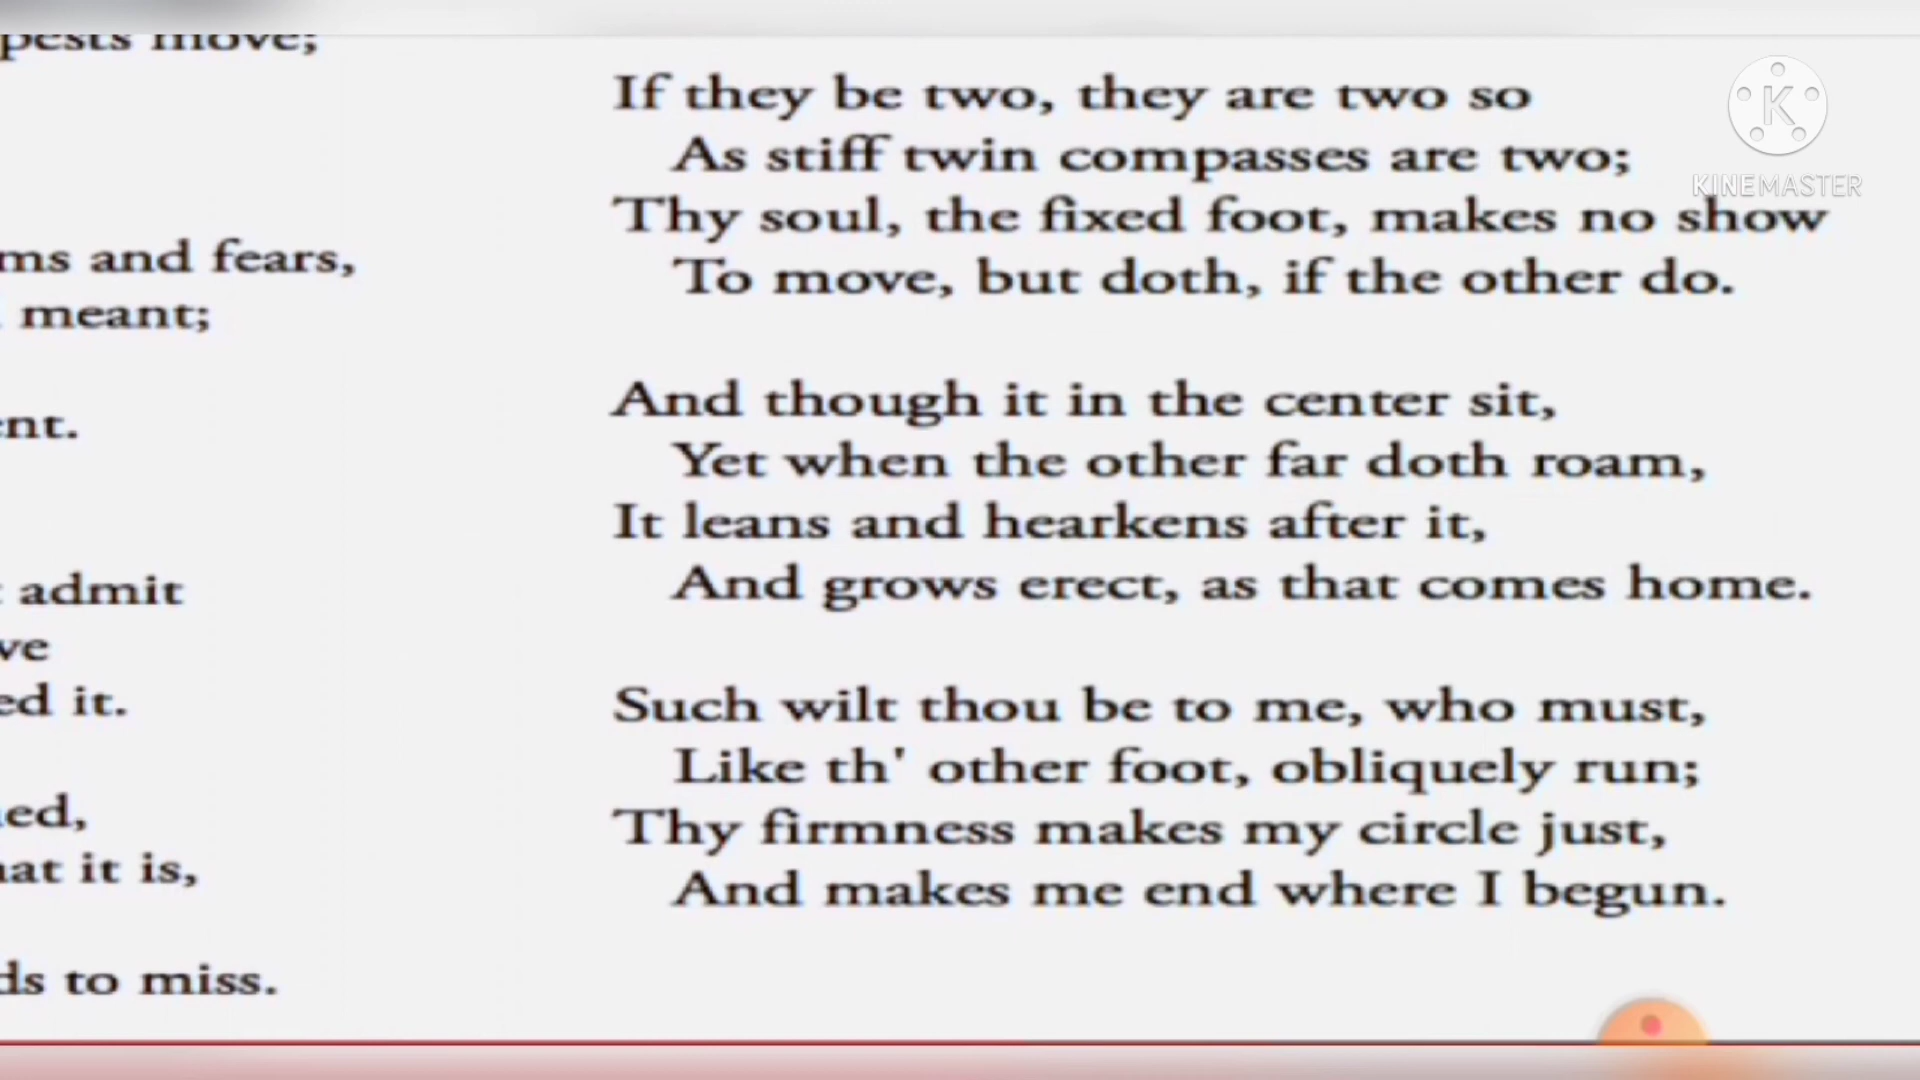 pests move;
ms and fears,
meant;
ent.
admit
ve
ed it.
ed,
hat it is,
ds to miss.
If they be two, they are two so
As stiff twin compasses are two;
Thy soul, the fixed foot, makes no show
To move, but doth, if the other do.
And though it in the center sit,
Yet when the other far doth roam,
It leans and hearkens after it,
And grows erect, as that comes home.
Such wilt thou be to me, who must,
Like th' other foot, obliquely run;
Thy firmness makes my circle just,
And makes me end where I begun.
K
KINEMASTER